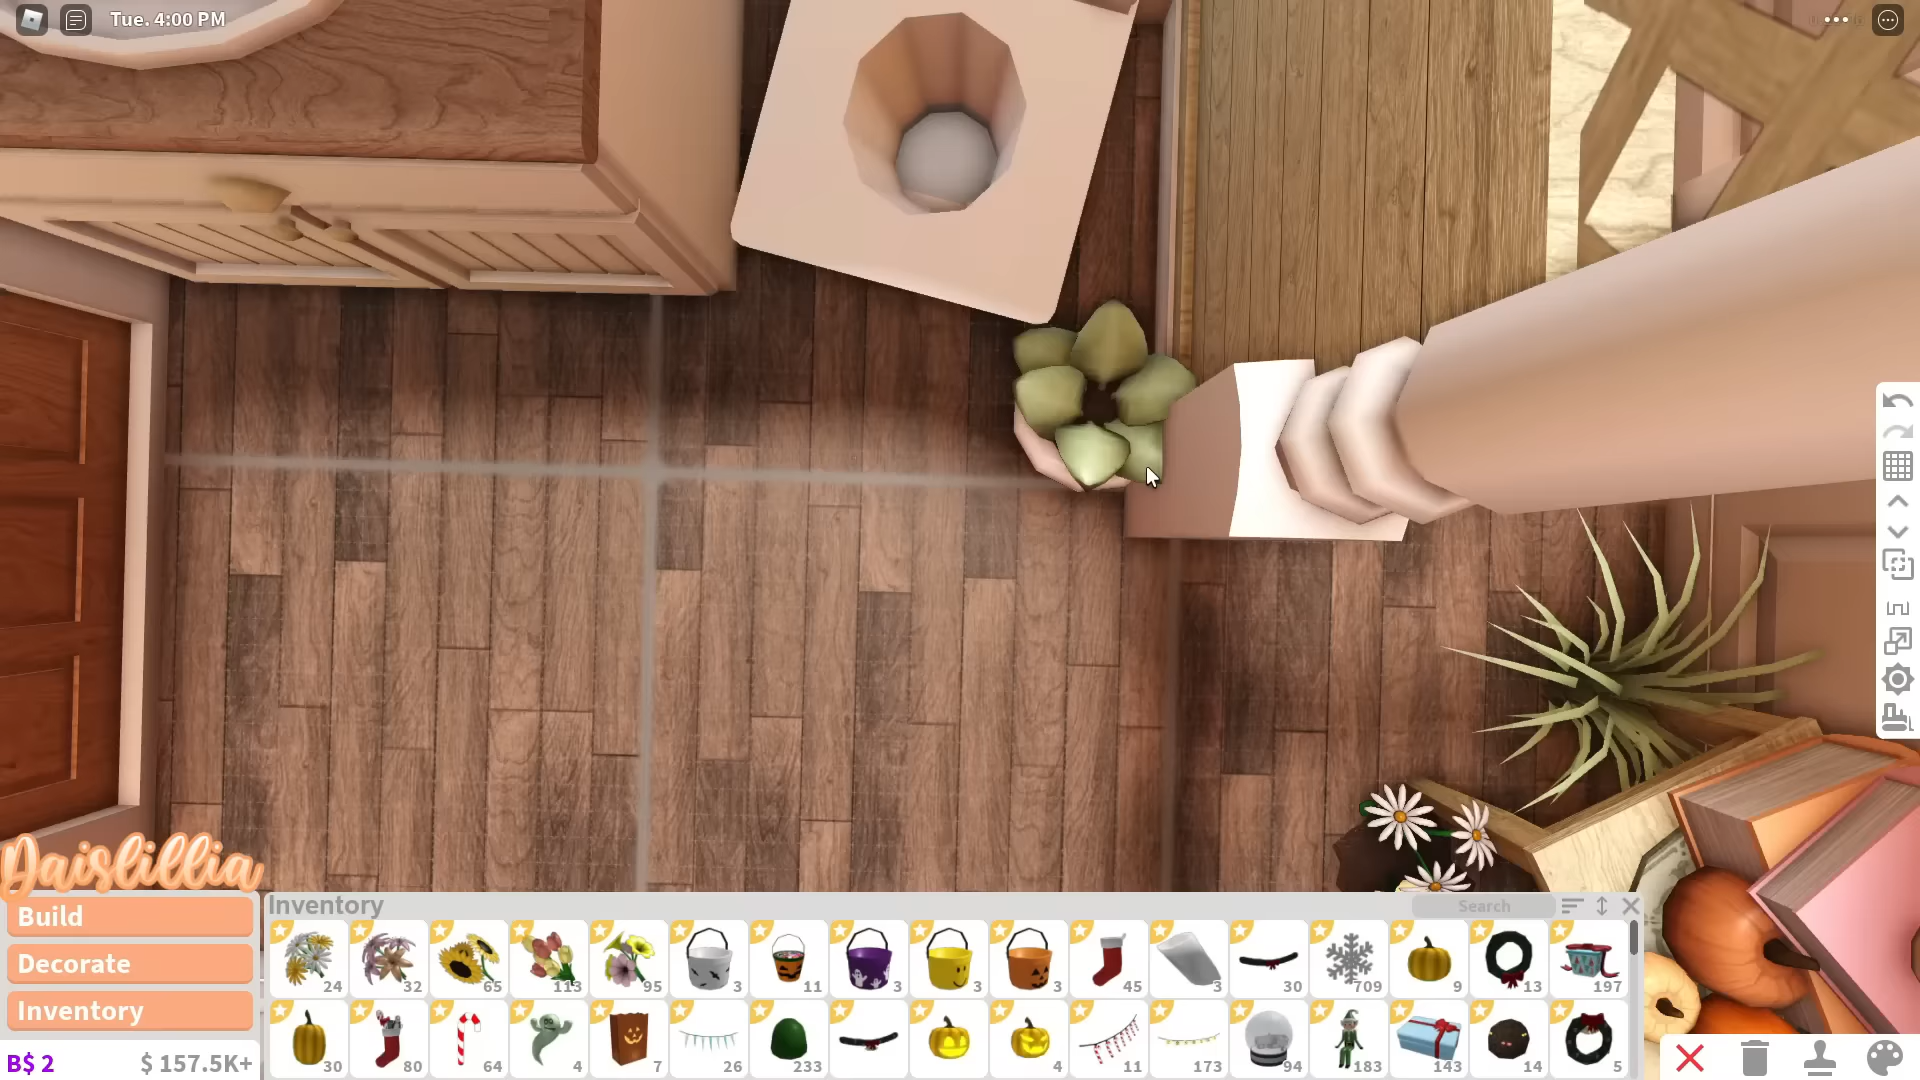 Tue. 4:00 PM
Daislillia
Build
Decorate
Inventory
B$ 2
$ 157.5K+
Inventory
Search
24 32 65 113 95 3 11 3 3 3 45 3 30 709 9 13 197
30 80 64 4 7 26 233 4 11 173 94 183 143 14 5